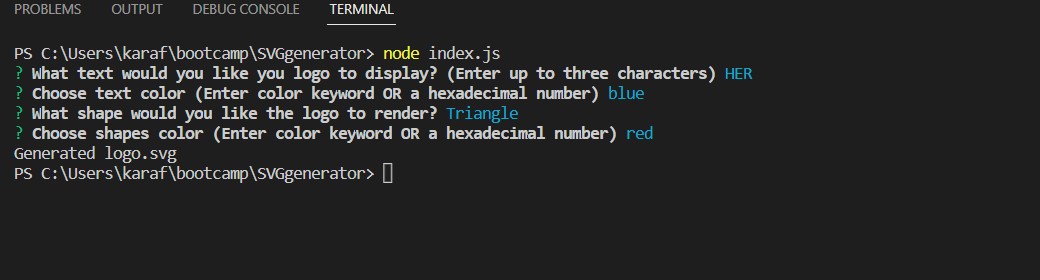 PROBLEMS OUTPUT DEBUG CONSOLE TERMINAL
PS C:\Users\karaf\bootcamp\SVGgenerator> node index.js
? What text would you like you logo to display? (Enter up to three characters) HER
? Choose text color (Enter color keyword OR a hexadecimal number) blue
? What shape would you like the logo to render? Triangle
? Choose shapes color (Enter color keyword OR a hexadecimal number) red
Generated logo.svg
PS C:\Users\karaf\bootcamp\SVGgenerator>